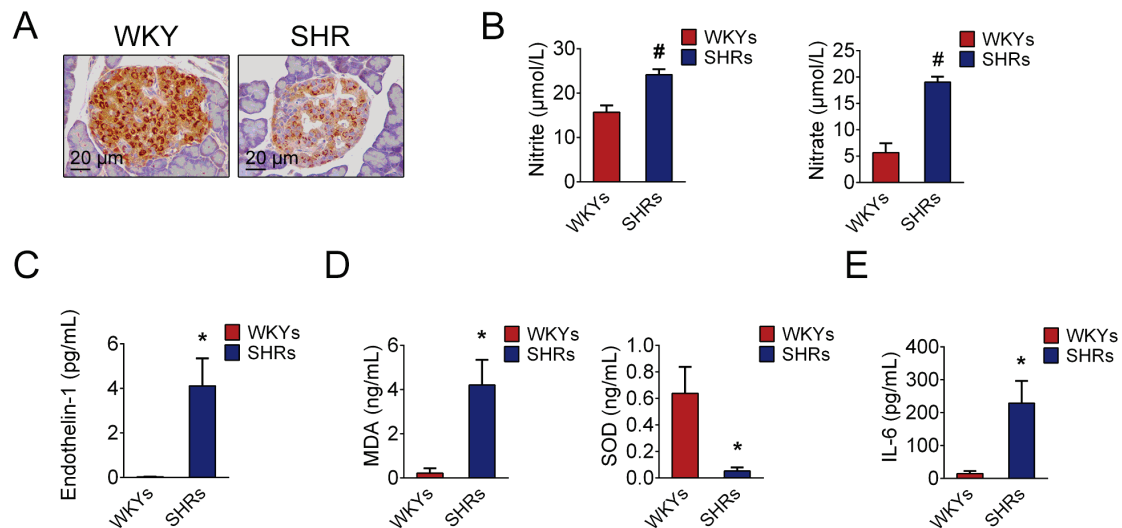 A
WKY
SHR
20 µm
20 µm
B
Nitrite (µmol/L)
30
20
10
0
#
WKYs
SHRs
WKYs
SHRs
Nitrate (µmol/L)
25
20
15
10
5
0
#
WKYs
SHRs
WKYs
SHRs
C
Endothelin-1 (pg/mL)
6
4
2
0
*
WKYs
SHRs
WKYs
SHRs
D
MDA (ng/mL)
6
4
2
0
*
WKYs
SHRs
WKYs
SHRs
SOD (ng/mL)
1.0
0.8
0.6
0.4
0.2
0.0
*
WKYs
SHRs
WKYs
SHRs
E
IL-6 (pg/mL)
400
300
200
100
0
*
WKYs
SHRs
WKYs
SHRs